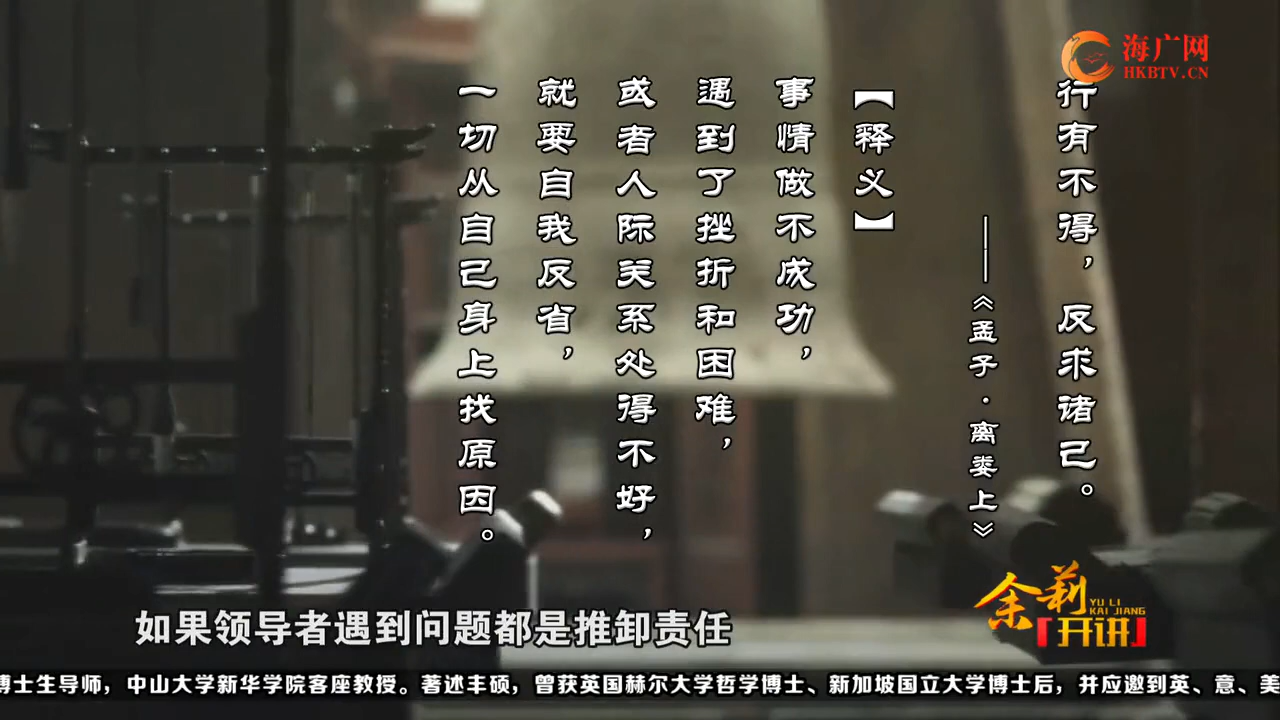 海广网
HKBTV.CN
行有不得，反求诸己。
——《孟子·离娄上》
【释义】
事情做不成功，
遇到了挫折和困难，
或者人际关系处得不好，
就要自我反省，
一切从自己身上找原因。
余莉
YU LI
KAI JIANG
「开讲」
如果领导者遇到问题都是推卸责任
博士生导师，中山大学新华学院客座教授。著述丰硕，曾获英国赫尔大学哲学博士、新加坡国立大学博士后，并应邀到英、意、美